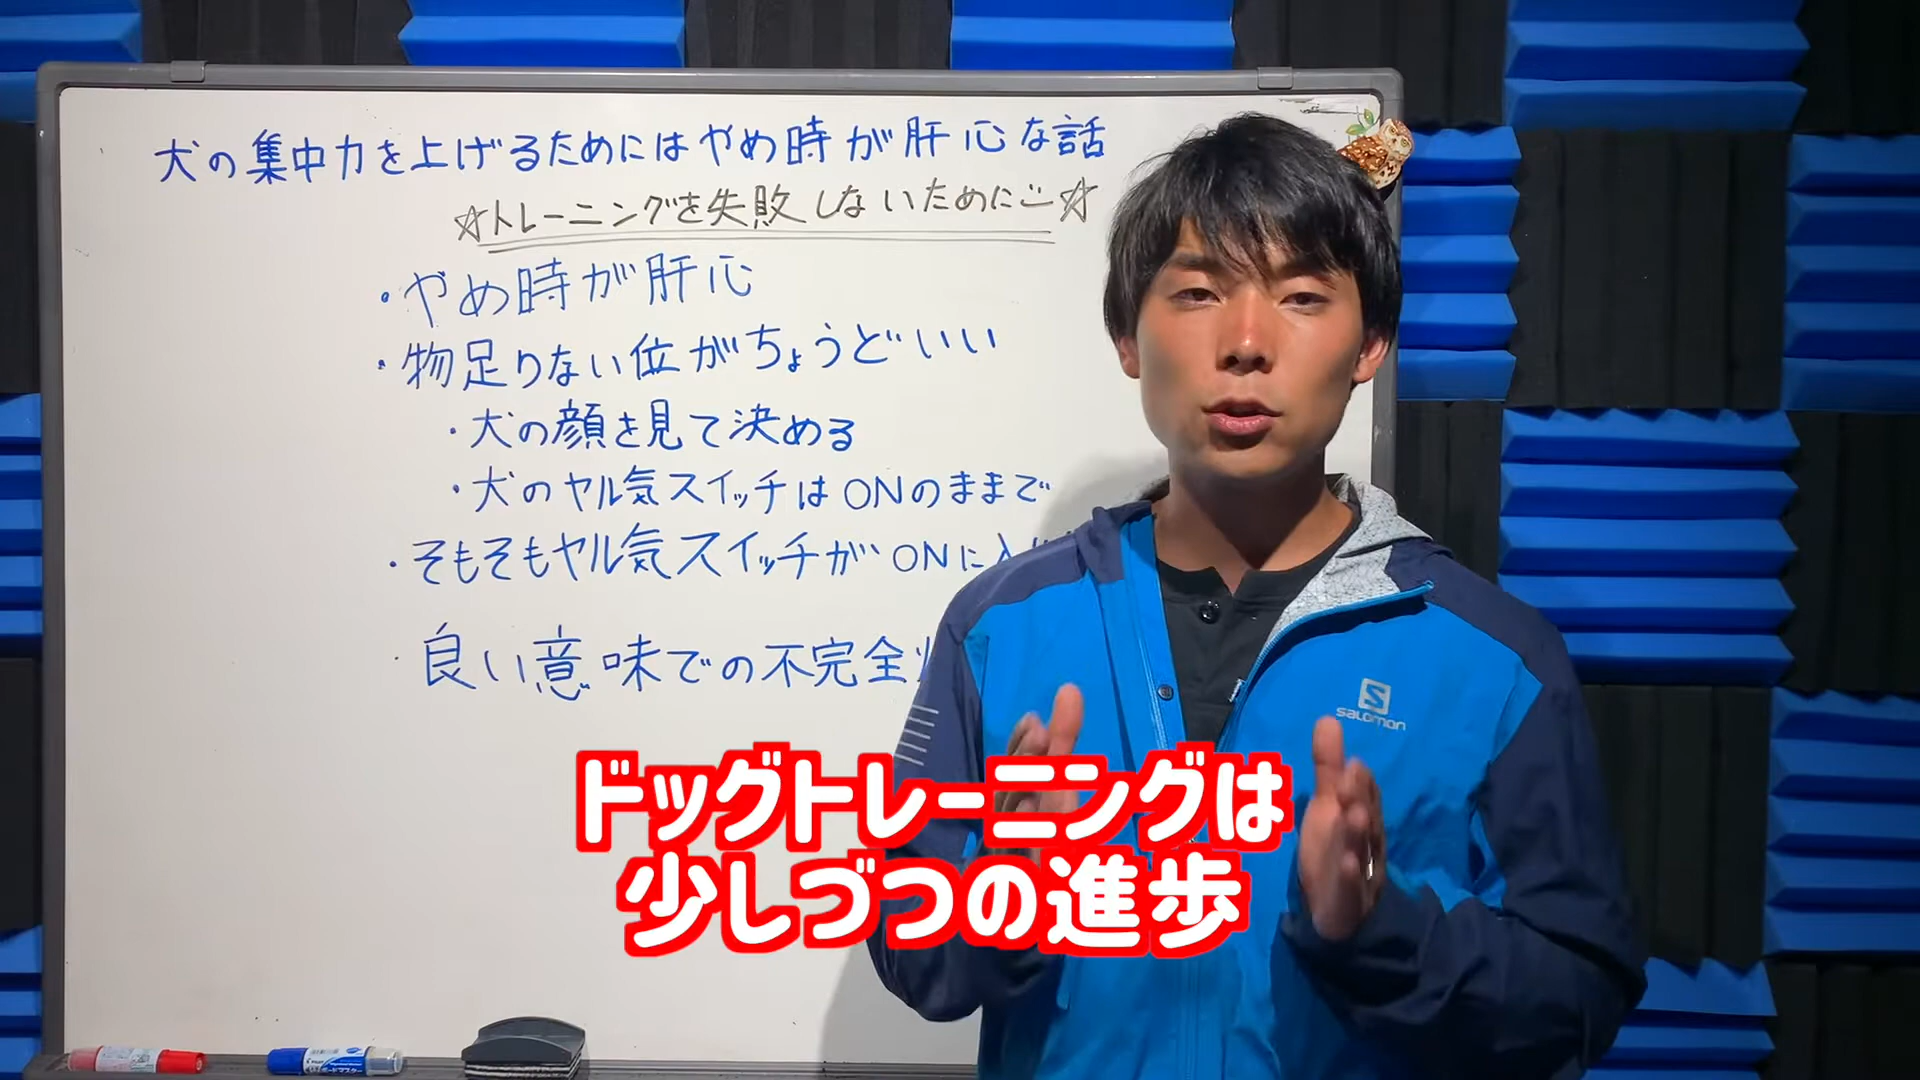 犬の集中力を上げるためにはやめ時が肝心な話
☆トレーニングを失敗しないために☆
・やめ時が肝心
・物足りない位がちょうどいい
・犬の顔を見て決める
・犬のヤル気スイッチはONのままで
・そもそもヤル気スイッチがONに入
・良い意味での不完全
salomon
ドッグトレーニングは
少しづつの進歩